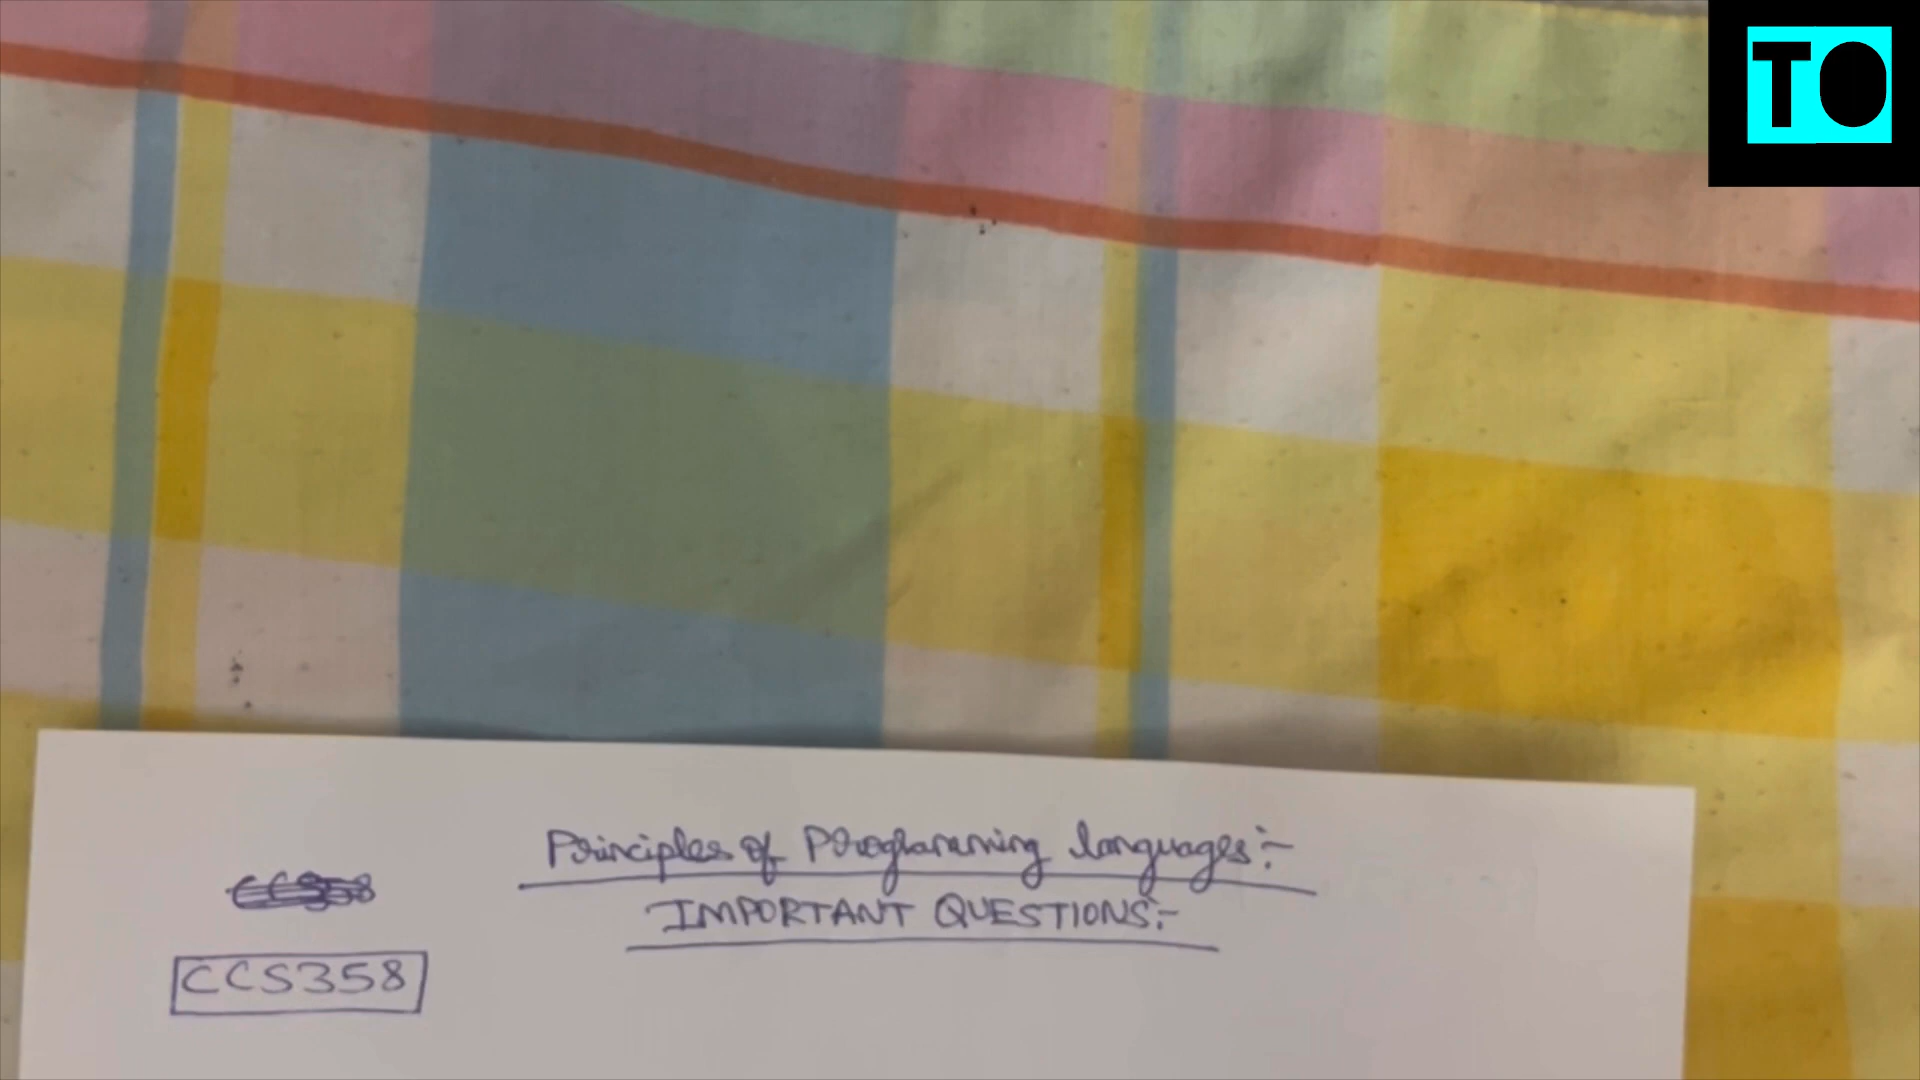 TO
Principles of Programming languages:-
IMPORTANT QUESTIONS:-
CCS358
CCS358